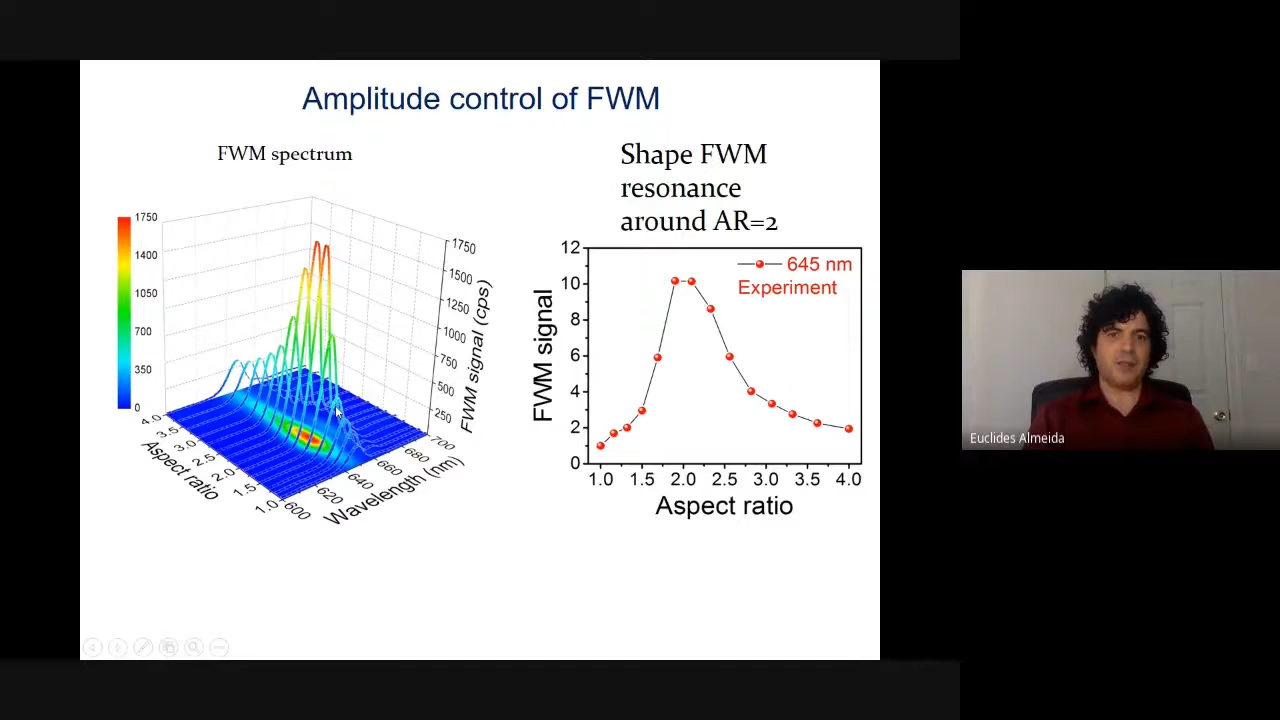 Amplitude control of FWM
FWM spectrum
1750
1400
1050
700
350
0
1750
1500
1250
1000
750
500
250
FWM signal (cps)
4.0
3.5
3.0
2.5
2.0
1.5
1.0
Aspect ratio
600
620
640
660
680
700
Wavelength (nm)
Shape FWM
resonance
around AR=2
12
10
8
6
4
2
0
FWM signal
645 nm
Experiment
1.0 1.5 2.0 2.5 3.0 3.5 4.0
Aspect ratio
Euclides Almeida